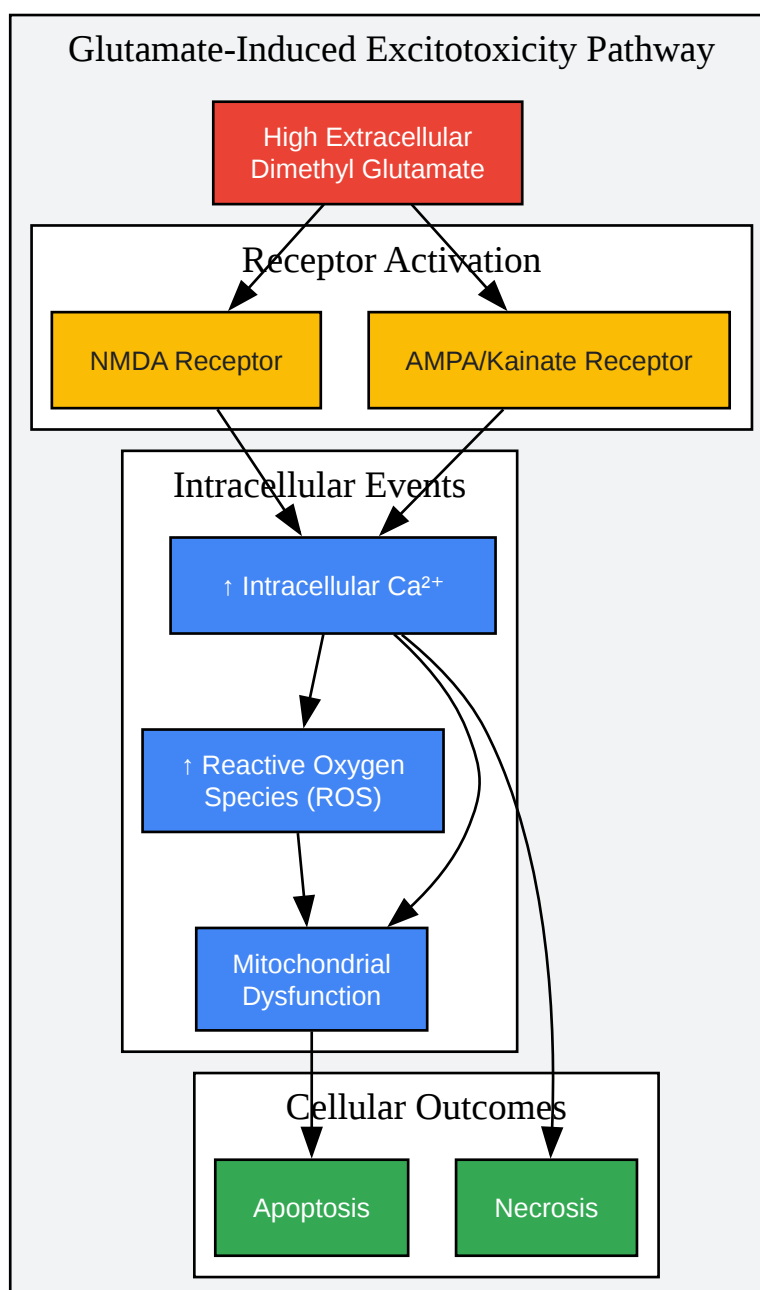 Glutamate-Induced Excitotoxicity Pathway
High Extracellular
Dimethyl Glutamate
Receptor Activation
NMDA Receptor
AMPA/Kainate Receptor
Intracellular Events
↑ Intracellular Ca²⁺
↑ Reactive Oxygen
Species (ROS)
Mitochondrial
Dysfunction
Cellular Outcomes
Apoptosis
Necrosis